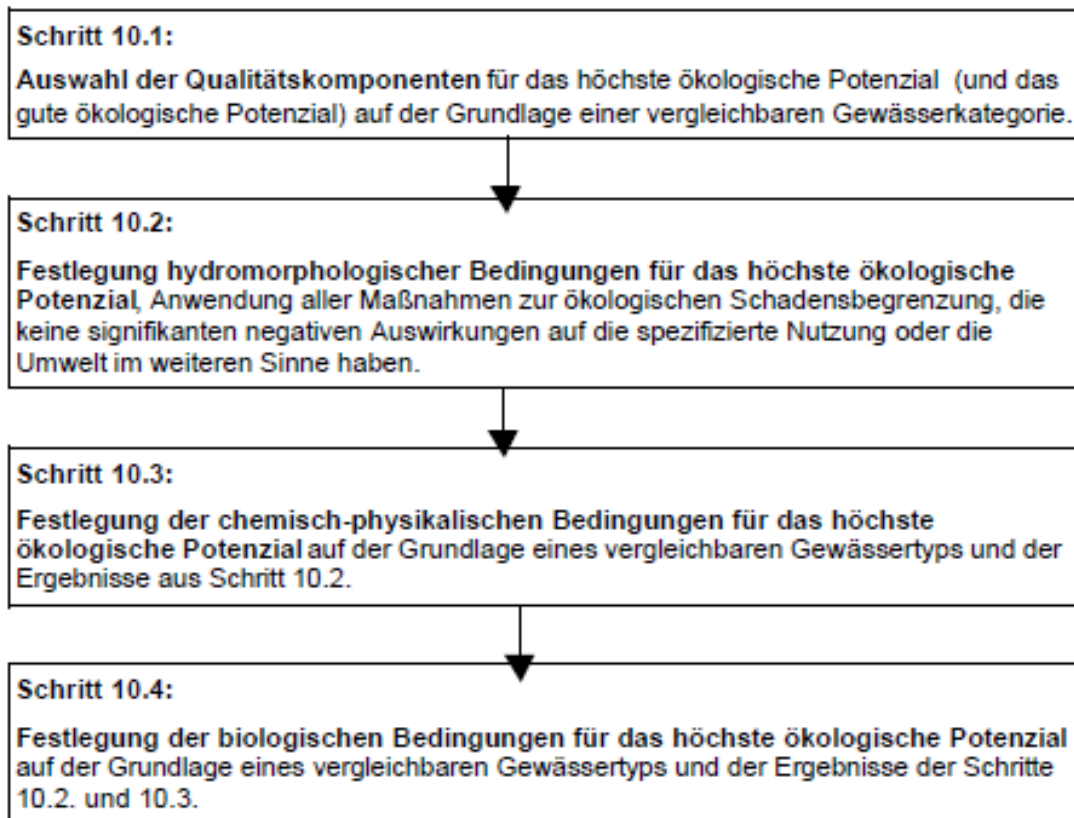 Schritt 10.1:
Auswahl der Qualitätskomponenten für das höchste ökologische Potenzial (und das
gute ökologische Potenzial) auf der Grundlage einer vergleichbaren Gewässerkategorie.
Schritt 10.2:
Festlegung hydromorphologischer Bedingungen für das höchste ökologische
Potenzial, Anwendung aller Maßnahmen zur ökologischen Schadensbegrenzung, die
keine signifikanten negativen Auswirkungen auf die spezifizierte Nutzung oder die
Umwelt im weiteren Sinne haben.
Schritt 10.3:
Festlegung der chemisch-physikalischen Bedingungen für das höchste
ökologische Potenzial auf der Grundlage eines vergleichbaren Gewässertyps und der
Ergebnisse aus Schritt 10.2.
Schritt 10.4:
Festlegung der biologischen Bedingungen für das höchste ökologische Potenzial
auf der Grundlage eines vergleichbaren Gewässertyps und der Ergebnisse der Schritte
10.2. und 10.3.